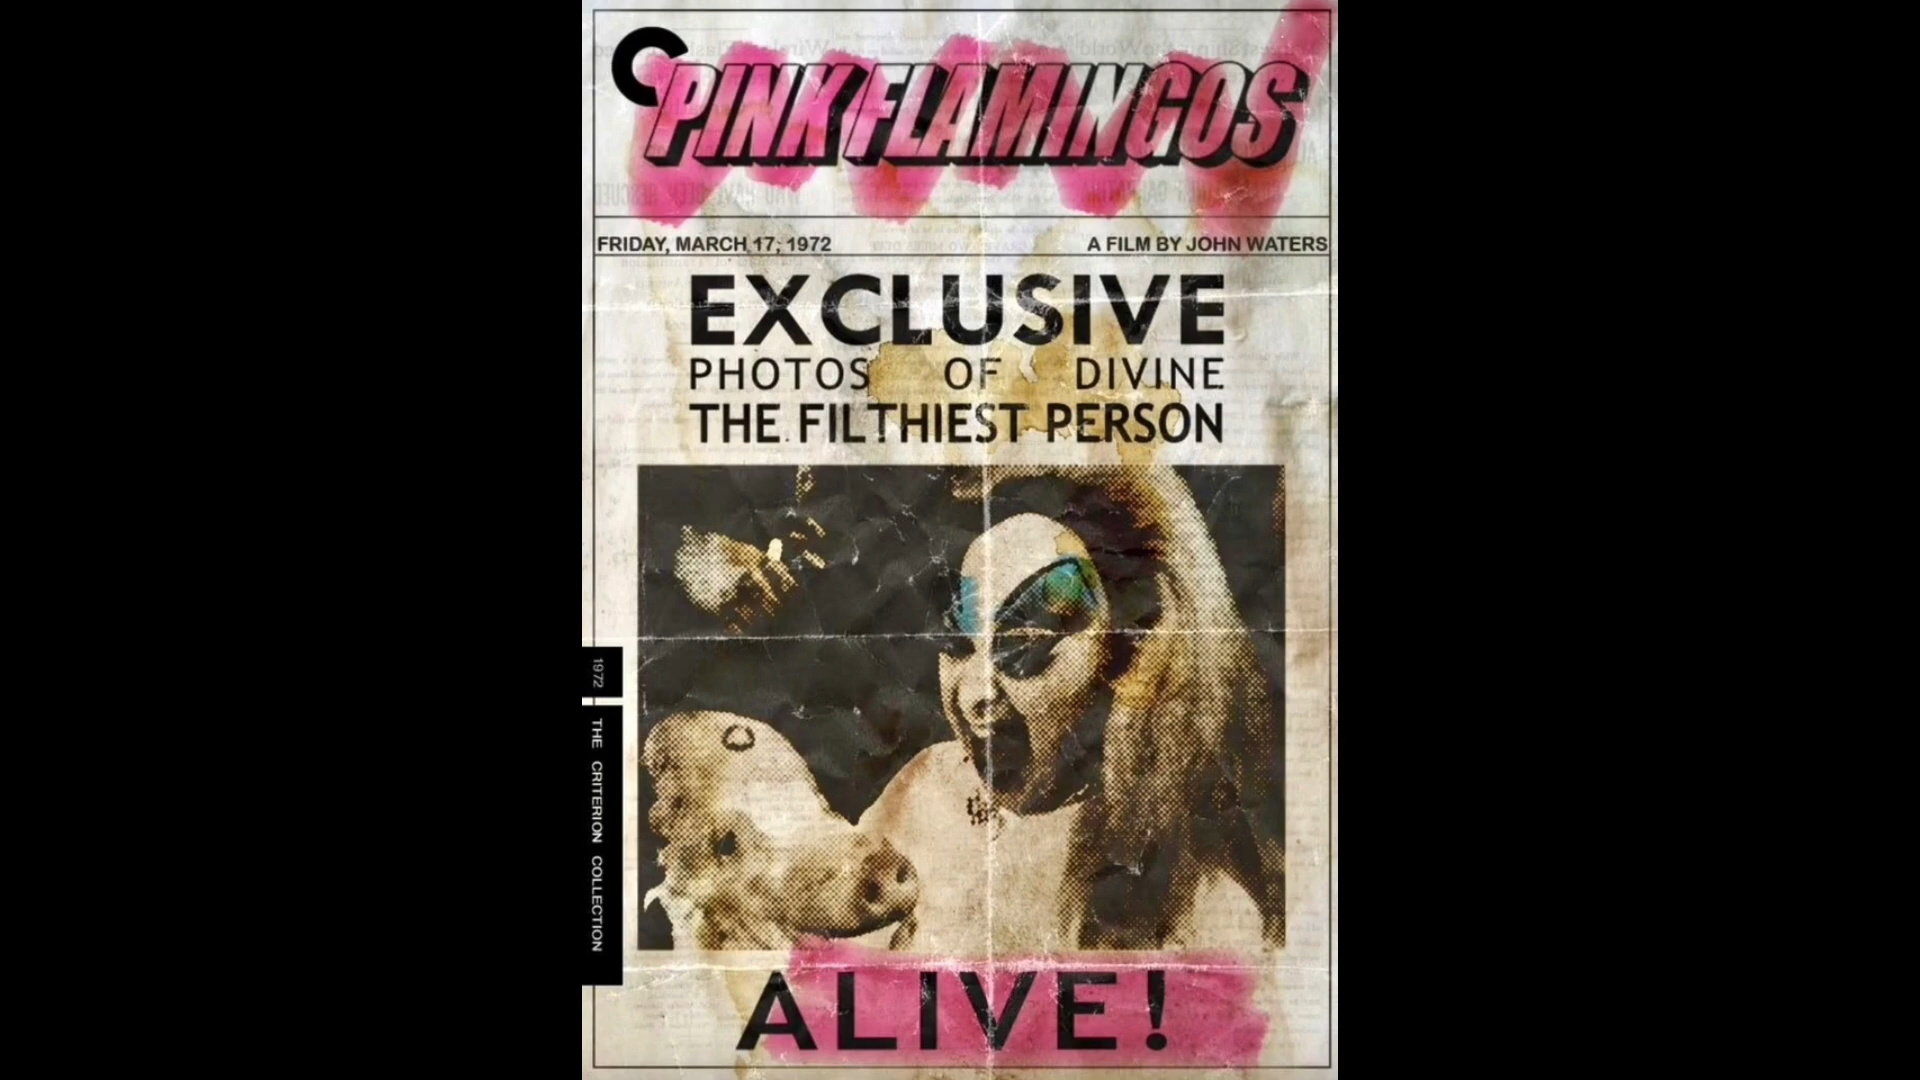 PINK FLAMINGOS
FRIDAY, MARCH 17, 1972
A FILM BY JOHN WATERS
EXCLUSIVE
PHOTOS OF DIVINE
THE FILTHIEST PERSON
ALIVE!
1972
THE CRITERION COLLECTION